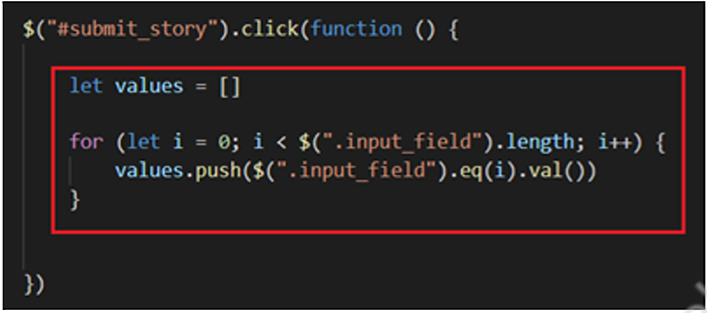 $("#submit_story").click(function () {
let values = []
for (let i = 0; i < $(".input_field").length; i++) {
values.push($(".input_field").eq(i).val())
}
})